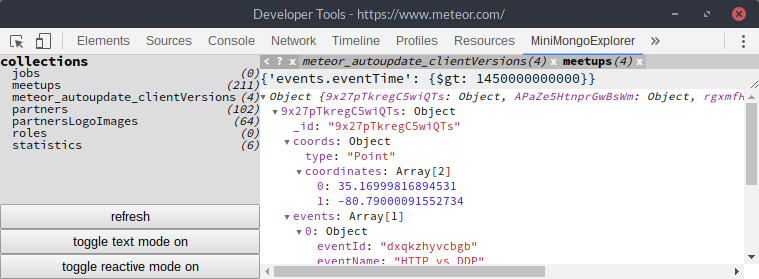 Developer Tools - https://www.meteor.com/
Elements Sources Network Timeline Profiles Resources MiniMongoExplorer
collections
jobs (0)
meetups (211)
meteor_autoupdate_clientVersions (4)
partners (102)
partnersLogoImages (64)
roles (0)
statistics (6)
refresh
toggle text mode on
toggle reactive mode on
< ? x meteor_autoupdate_clientVersions(4) x meetups(4) x
{'events.eventTime': {$gt: 1450000000000}}
Object {9x27pTkregC5wiQTs: Object, APaZe5HtnprGwBsWm: Object, rgxmfH
9x27pTkregC5wiQTs: Object
_id: "9x27pTkregC5wiQTs"
coords: Object
type: "Point"
coordinates: Array[2]
0: 35.16999816894531
1: -80.79000091552734
events: Array[1]
0: Object
eventId: "dxqkzhyvcbgb"
eventName: "HTTP vs DDP"